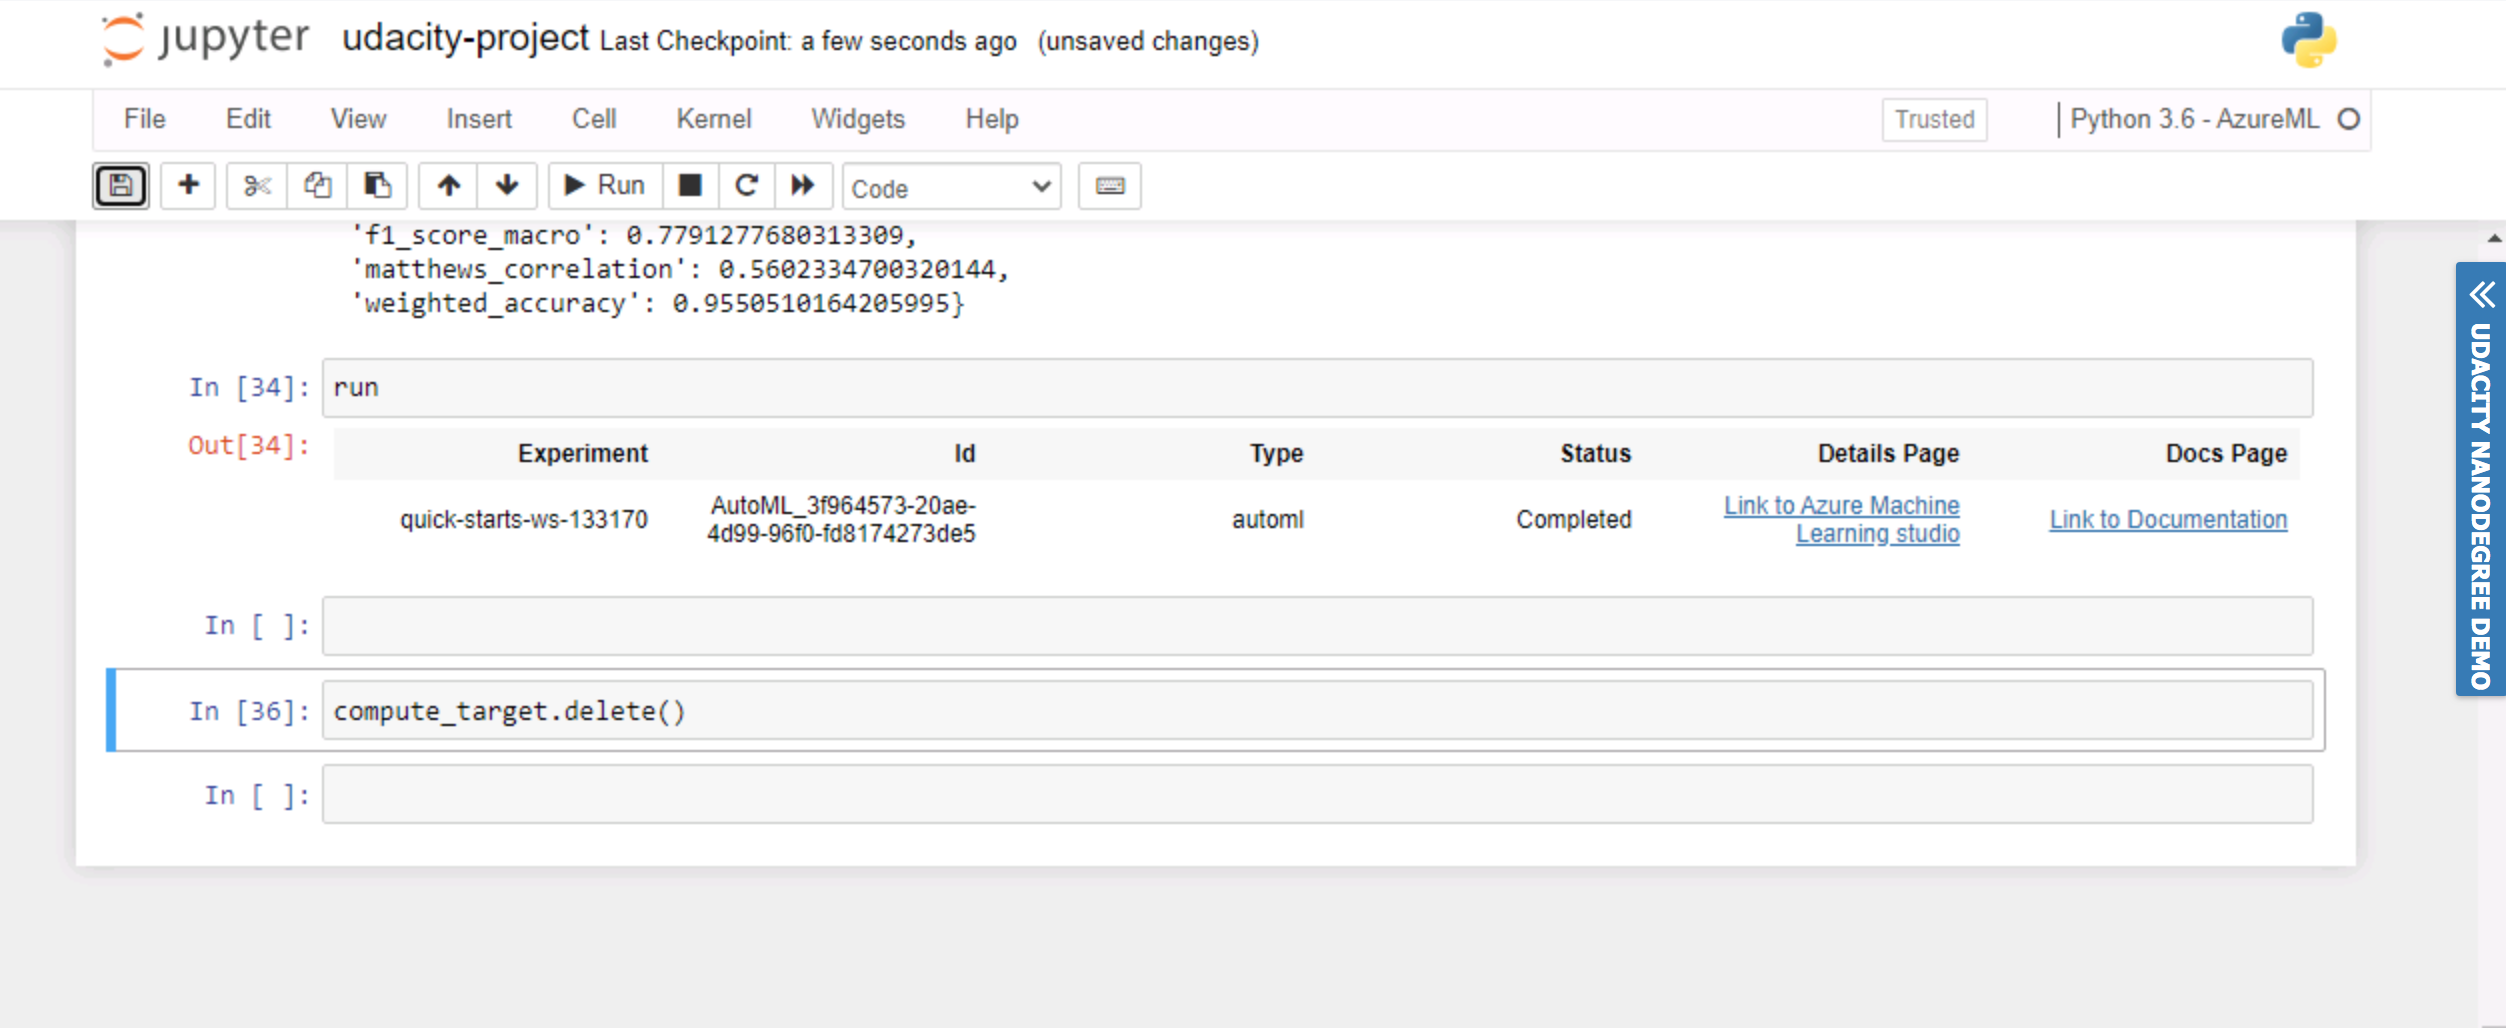 jupyter udacity-project Last Checkpoint: a few seconds ago (unsaved changes)
File Edit View Insert Cell Kernel Widgets Help Trusted Python 3.6 - AzureML
Run Code
'f1_score_macro': 0.7791277680313309,
'matthews_correlation': 0.5602334700320144,
'weighted_accuracy': 0.9550510164205995}
In [34]: run
Out[34]:
Experiment Id Type Status Details Page Docs Page
quick-starts-ws-133170 AutoML_3f964573-20ae-4d99-96f0-fd8174273de5 automl Completed Link to Azure Machine Learning studio Link to Documentation
In [ ]:
In [36]: compute_target.delete()
In [ ]:
UDACITY NANODEGREE DEMO